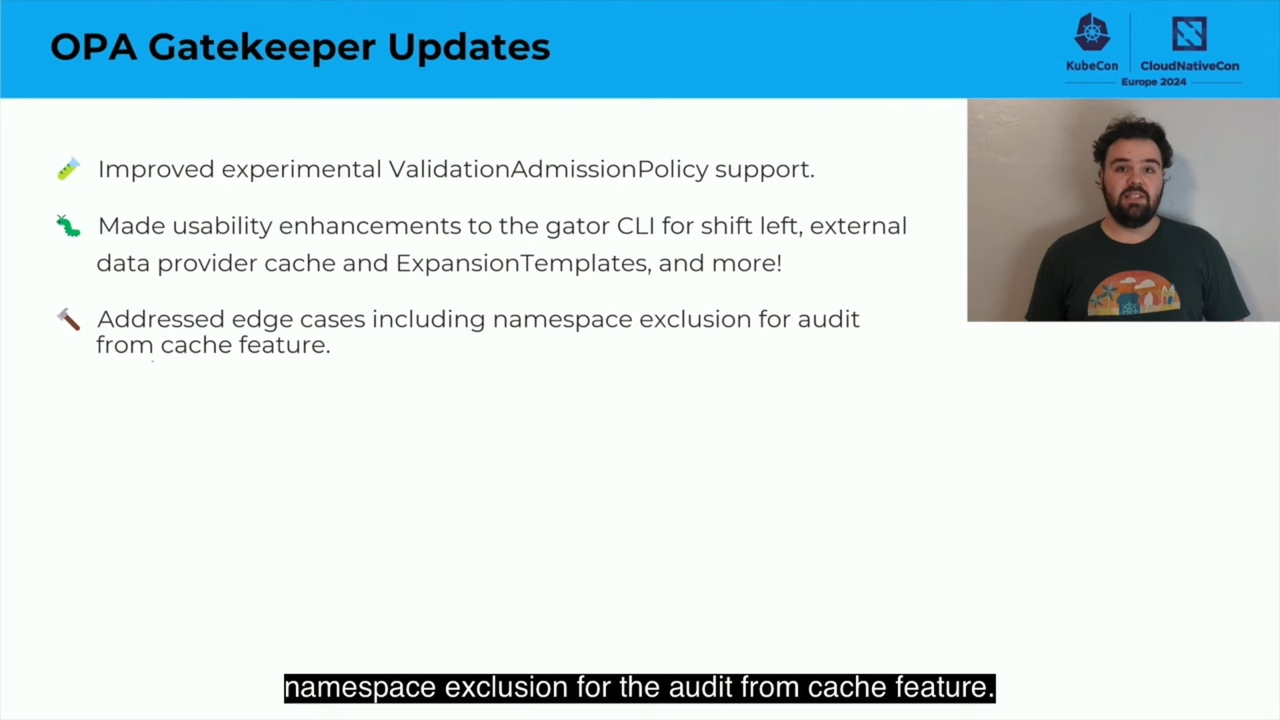 OPA Gatekeeper Updates
KubeCon
CloudNativeCon
Europe 2024
Improved experimental ValidationAdmissionPolicy support.
Made usability enhancements to the gator CLI for shift left, external
data provider cache and ExpansionTemplates, and more!
Addressed edge cases including namespace exclusion for audit
from cache feature.
namespace exclusion for the audit from cache feature.